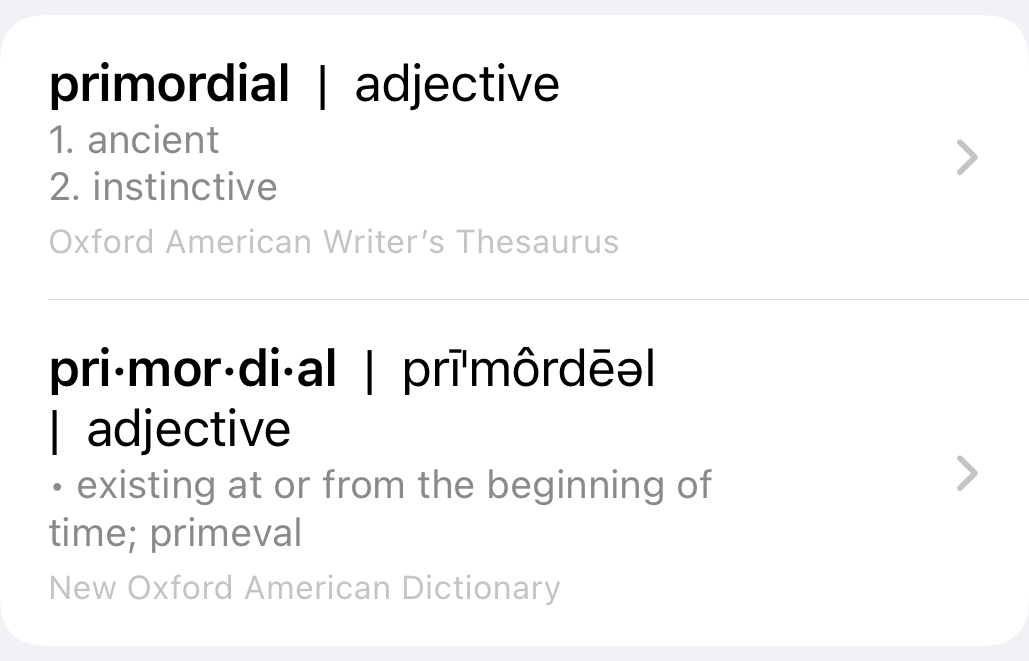 primordial | adjective
1. ancient
2. instinctive
Oxford American Writer’s Thesaurus
pri·mor·di·al | prīˈmôrdēəl
| adjective
• existing at or from the beginning of
time; primeval
New Oxford American Dictionary